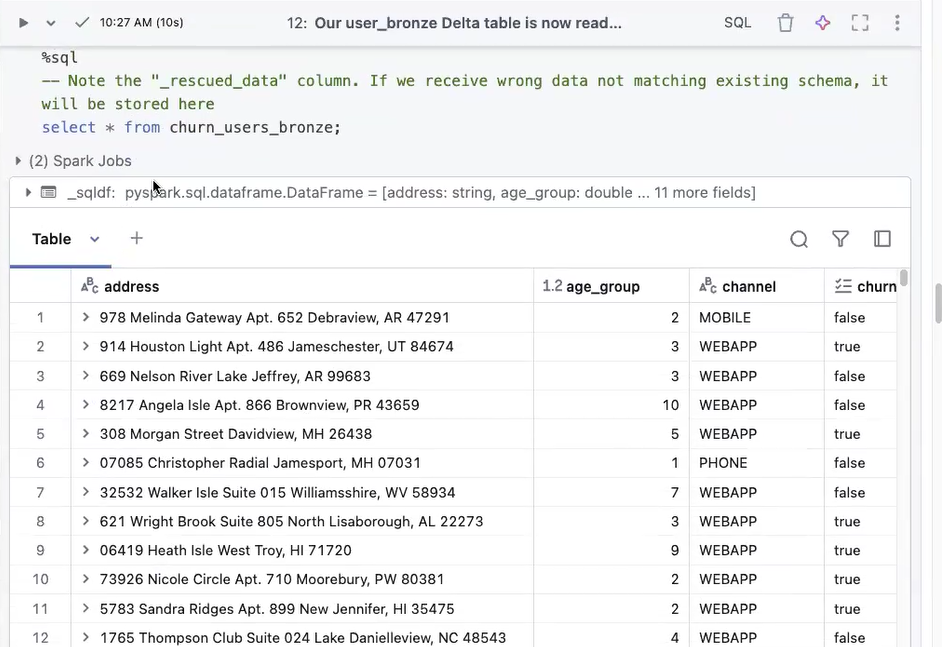 10:27 AM (10s) 12: Our user_bronze Delta table is now read... SQL
%sql
-- Note the "_rescued_data" column. If we receive wrong data not matching existing schema, it
will be stored here
select * from churn_users_bronze;
(2) Spark Jobs
_sqldf: pyspark.sql.dataframe.DataFrame = [address: string, age_group: double ... 11 more fields]
Table +
ABC address 1.2 age_group ABC channel churn
1 978 Melinda Gateway Apt. 652 Debraview, AR 47291 2 MOBILE false
2 914 Houston Light Apt. 486 Jameschester, UT 84674 3 WEBAPP true
3 669 Nelson River Lake Jeffrey, AR 99683 3 WEBAPP false
4 8217 Angela Isle Apt. 866 Brownview, PR 43659 10 WEBAPP false
5 308 Morgan Street Davidview, MH 26438 5 WEBAPP true
6 07085 Christopher Radial Jamesport, MH 07031 1 PHONE false
7 32532 Walker Isle Suite 015 Williamsshire, WV 58934 7 WEBAPP false
8 621 Wright Brook Suite 805 North Lisaborough, AL 22273 3 WEBAPP true
9 06419 Heath Isle West Troy, HI 71720 9 WEBAPP true
10 73926 Nicole Circle Apt. 710 Moorebury, PW 80381 2 WEBAPP true
11 5783 Sandra Ridges Apt. 899 New Jennifer, HI 35475 2 WEBAPP true
12 1765 Thompson Club Suite 024 Lake Danielleview, NC 48543 4 WEBAPP false